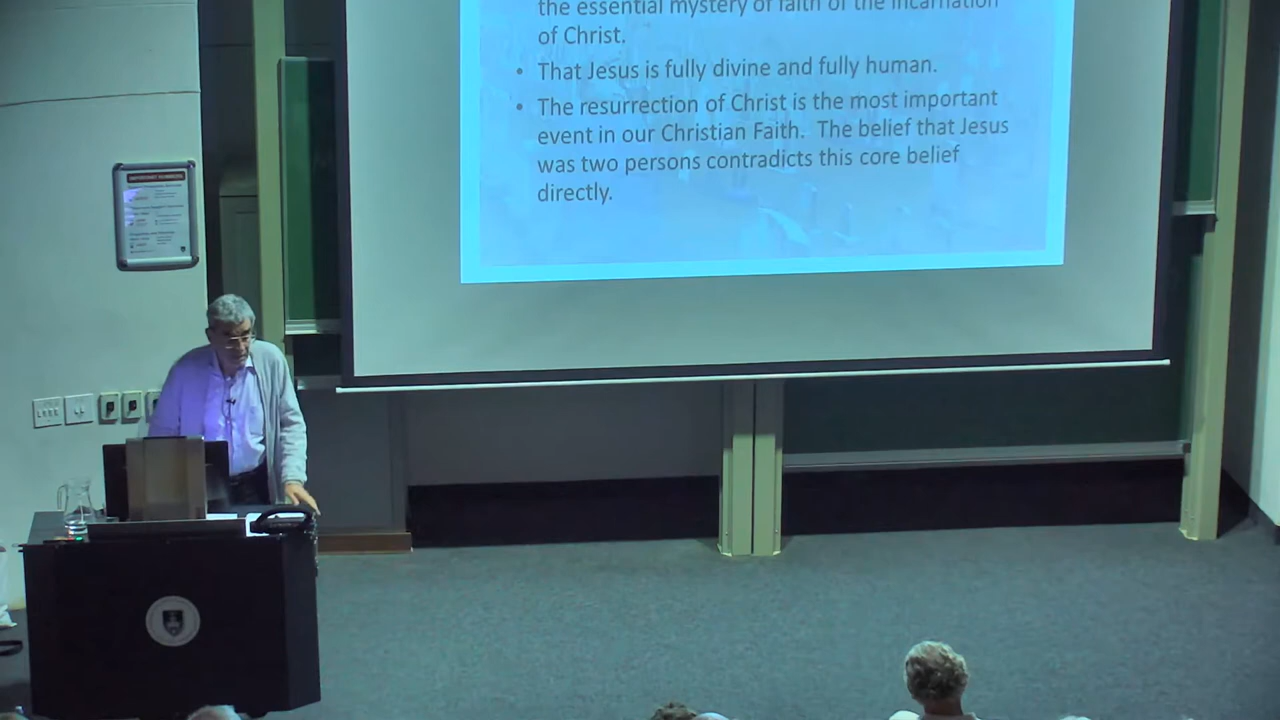 the essential mystery of faith of the incarnation
of Christ.
• That Jesus is fully divine and fully human.
• The resurrection of Christ is the most important
event in our Christian Faith. The belief that Jesus
was two persons contradicts this core belief
directly.
IMPORTANT NUMBERS